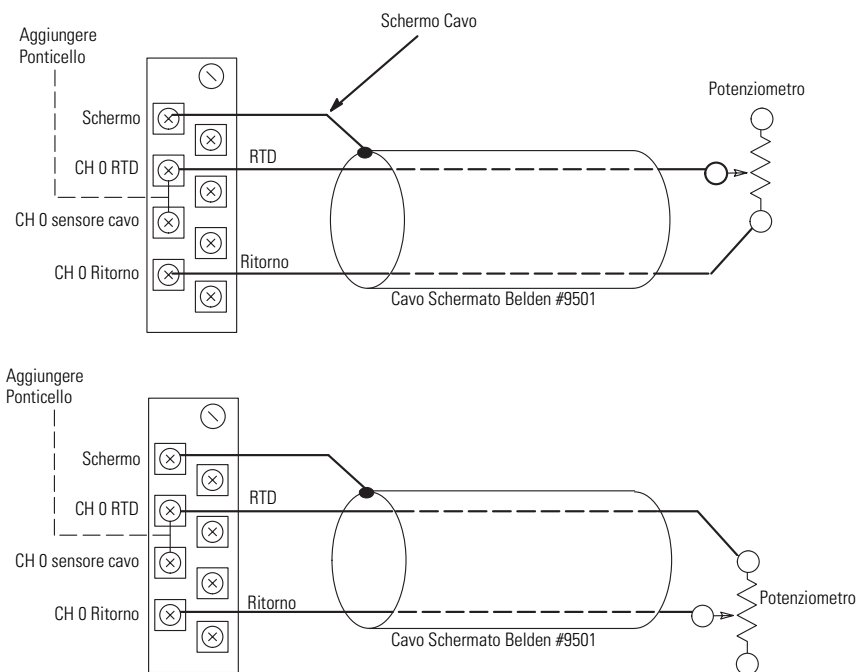 Schermo Cavo
Aggiungere
Ponticello
Potenziometro
Schermo
CH 0 RTD
RTD
CH 0 sensore cavo
CH 0 Ritorno
Ritorno
Cavo Schermato Belden #9501
Aggiungere
Ponticello
Schermo
CH 0 RTD
RTD
CH 0 sensore cavo
CH 0 Ritorno
Ritorno
Potenziometro
Cavo Schermato Belden #9501